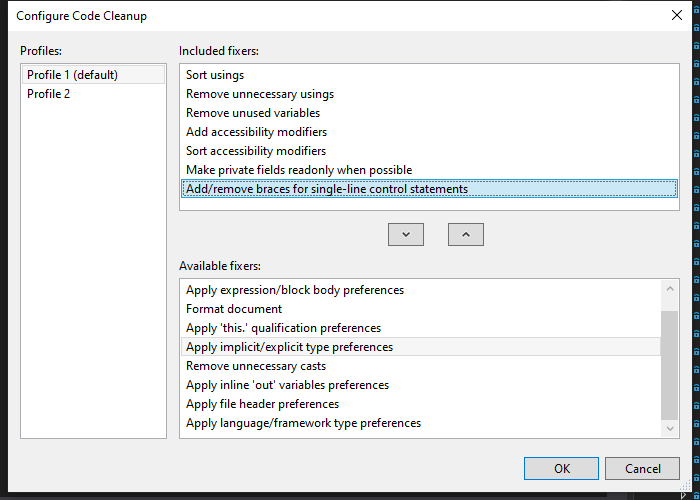 Configure Code Cleanup
Profiles:
Profile 1 (default)
Profile 2
Included fixers:
Sort usings
Remove unnecessary usings
Remove unused variables
Add accessibility modifiers
Sort accessibility modifiers
Make private fields readonly when possible
Add/remove braces for single-line control statements
Available fixers:
Apply expression/block body preferences
Format document
Apply 'this.' qualification preferences
Apply implicit/explicit type preferences
Remove unnecessary casts
Apply inline 'out' variables preferences
Apply file header preferences
Apply language/framework type preferences
OK
Cancel